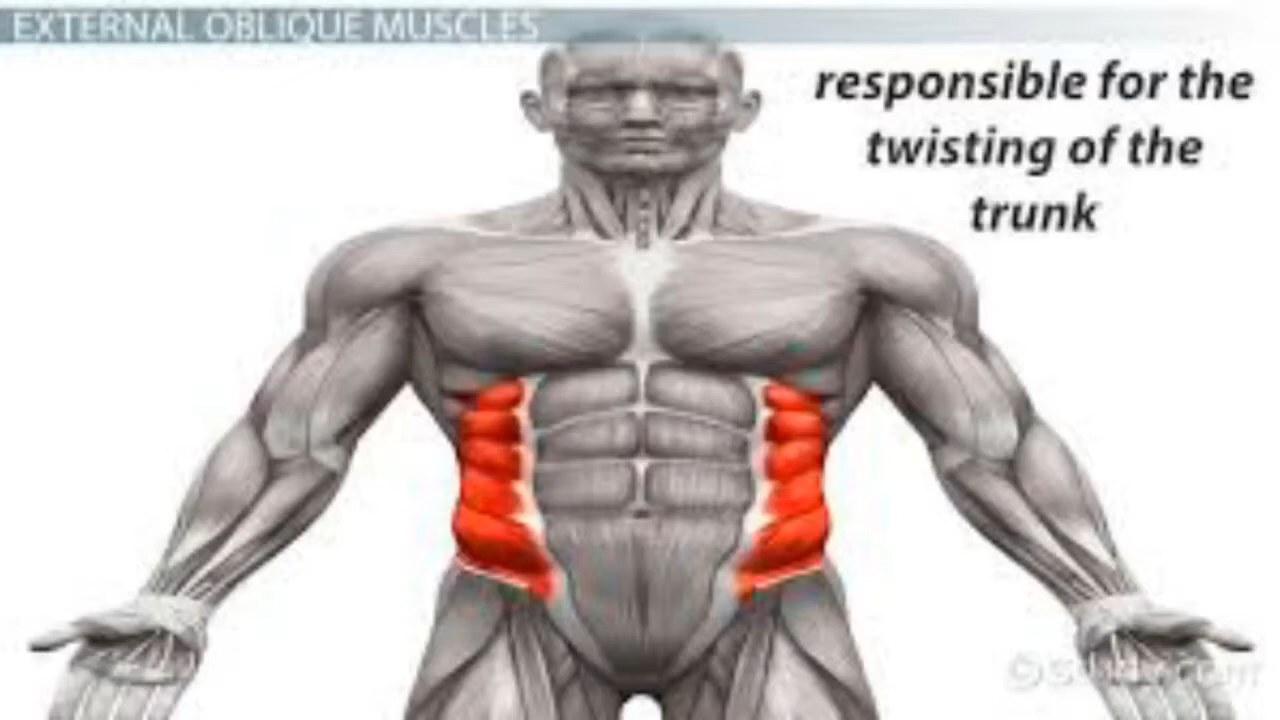 EXTERNAL OBLIQUE MUSCLES
responsible for the
twisting of the
trunk